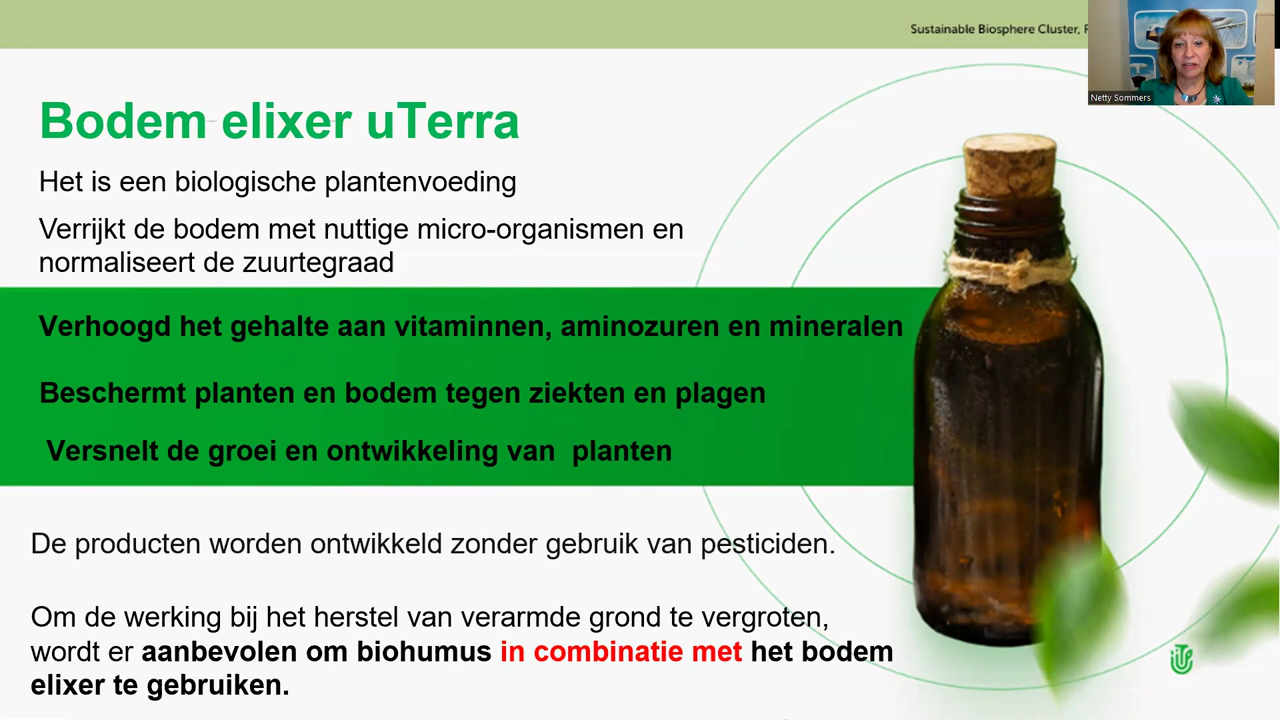 Sustainable Biosphere Cluster,
Netty Sommers
Bodem elixer uTerra
Het is een biologische plantenvoeding
Verrijkt de bodem met nuttige micro-organismen en
normaliseert de zuurtegraad
Verhoogd het gehalte aan vitaminnen, aminozuren en mineralen
Beschermt planten en bodem tegen ziekten en plagen
Versnelt de groei en ontwikkeling van planten
De producten worden ontwikkeld zonder gebruik van pesticiden.
Om de werking bij het herstel van verarmde grond te vergroten,
wordt er aanbevolen om biohumus in combinatie met het bodem
elixer te gebruiken.